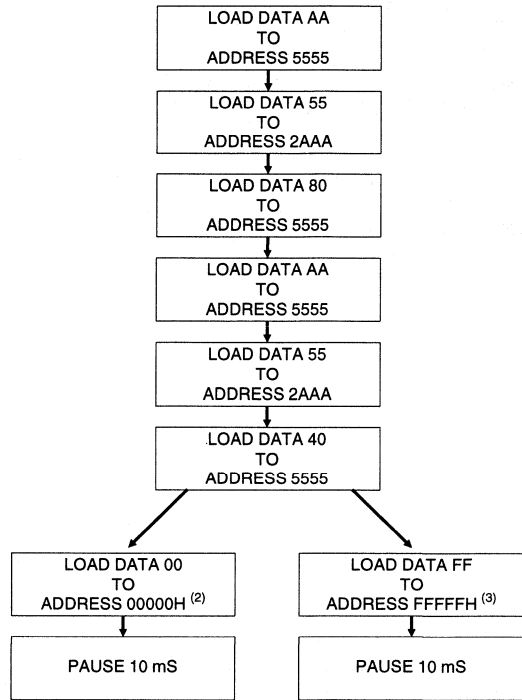 LOAD DATA AA
TO
ADDRESS 5555
LOAD DATA 55
TO
ADDRESS 2AAA
LOAD DATA 80
TO
ADDRESS 5555
LOAD DATA AA
TO
ADDRESS 5555
LOAD DATA 55
TO
ADDRESS 2AAA
LOAD DATA 40
TO
ADDRESS 5555
LOAD DATA 00
TO
ADDRESS 00000H (2)
PAUSE 10 mS
LOAD DATA FF
TO
ADDRESS FFFFFH (3)
PAUSE 10 mS